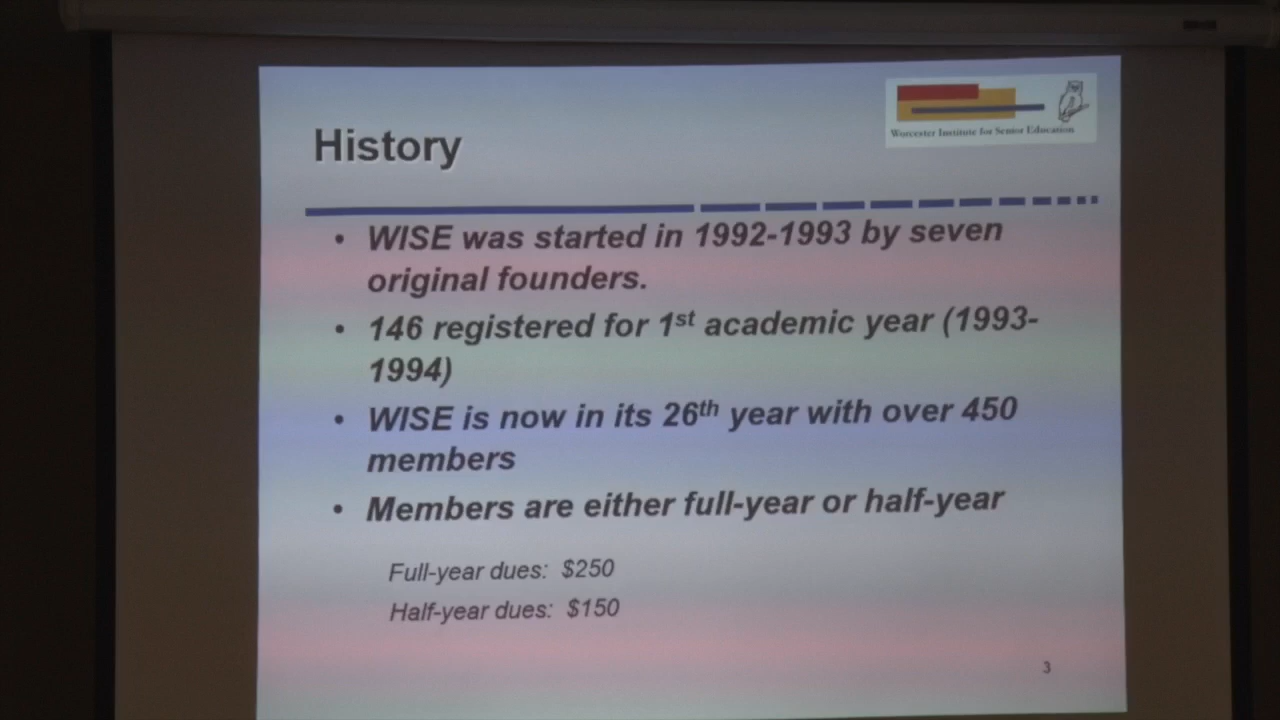 Worcester Institute for Senior Education
History
• WISE was started in 1992-1993 by seven
original founders.
• 146 registered for 1st academic year (1993-
1994)
• WISE is now in its 26th year with over 450
members
• Members are either full-year or half-year
Full-year dues: $250
Half-year dues: $150
3